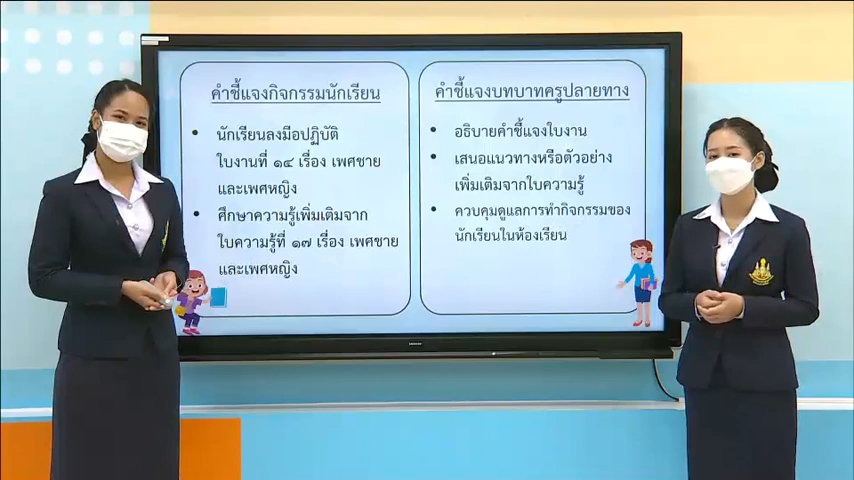 คำชี้แจงกิจกรรมนักเรียน
นักเรียนลงมือปฏิบัติ
ใบงานที่ ๑๔ เรื่อง เพศชาย
และเพศหญิง
ศึกษาความรู้เพิ่มเติมจาก
ใบความรู้ที่ ๑๗ เรื่อง เพศชาย
และเพศหญิง
คำชี้แจงบทบาทครูปลายทาง
อธิบายคำชี้แจงใบงาน
เสนอแนวทางหรือตัวอย่าง
เพิ่มเติมจากใบความรู้
ควบคุมดูแลการทำกิจกรรมของ
นักเรียนในห้องเรียน